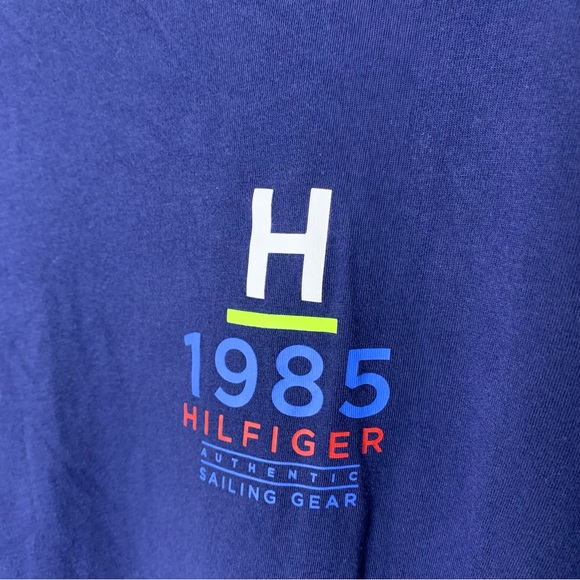 H
1985
HILFIGER
AUTHENTIC
SAILING GEAR